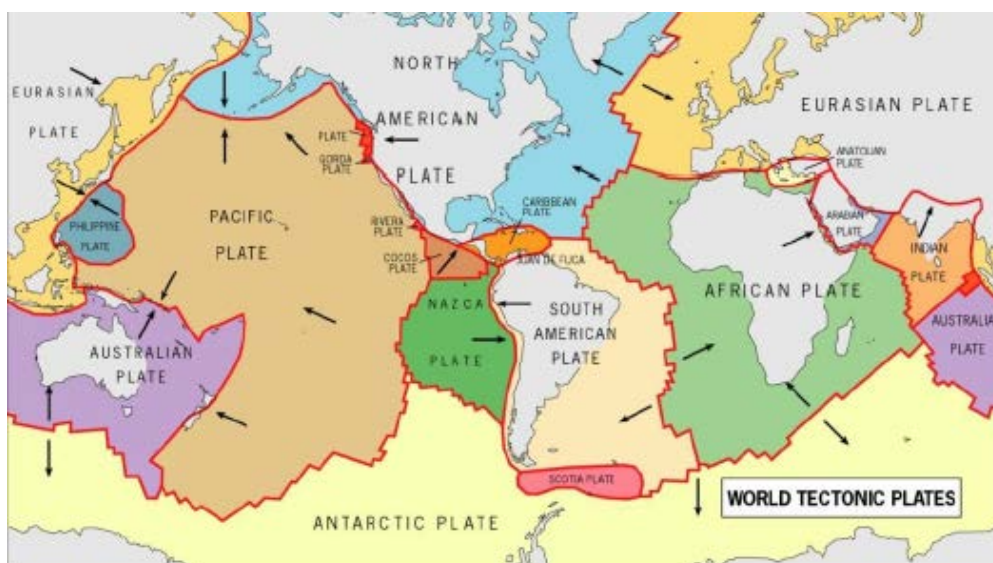 EURASIAN
PLATE
NORTH
AMERICAN
PLATE
PLATE
GORDA
PLATE
EURASIAN PLATE
ANATOLIAN
PLATE
PHILIPPINE
PLATE
PACIFIC
PLATE
RIVERA
PLATE
COCOS
PLATE
CARIBBEAN
PLATE
JUAN DE FUCA
ARABIAN
PLATE
INDIAN
PLATE
AFRICAN PLATE
NAZCA
PLATE
SOUTH
AMERICAN
PLATE
AUSTRALIAN
PLATE
AUSTRALIA
PLATE
SCOTIA PLATE
ANTARCTIC PLATE
WORLD TECTONIC PLATES